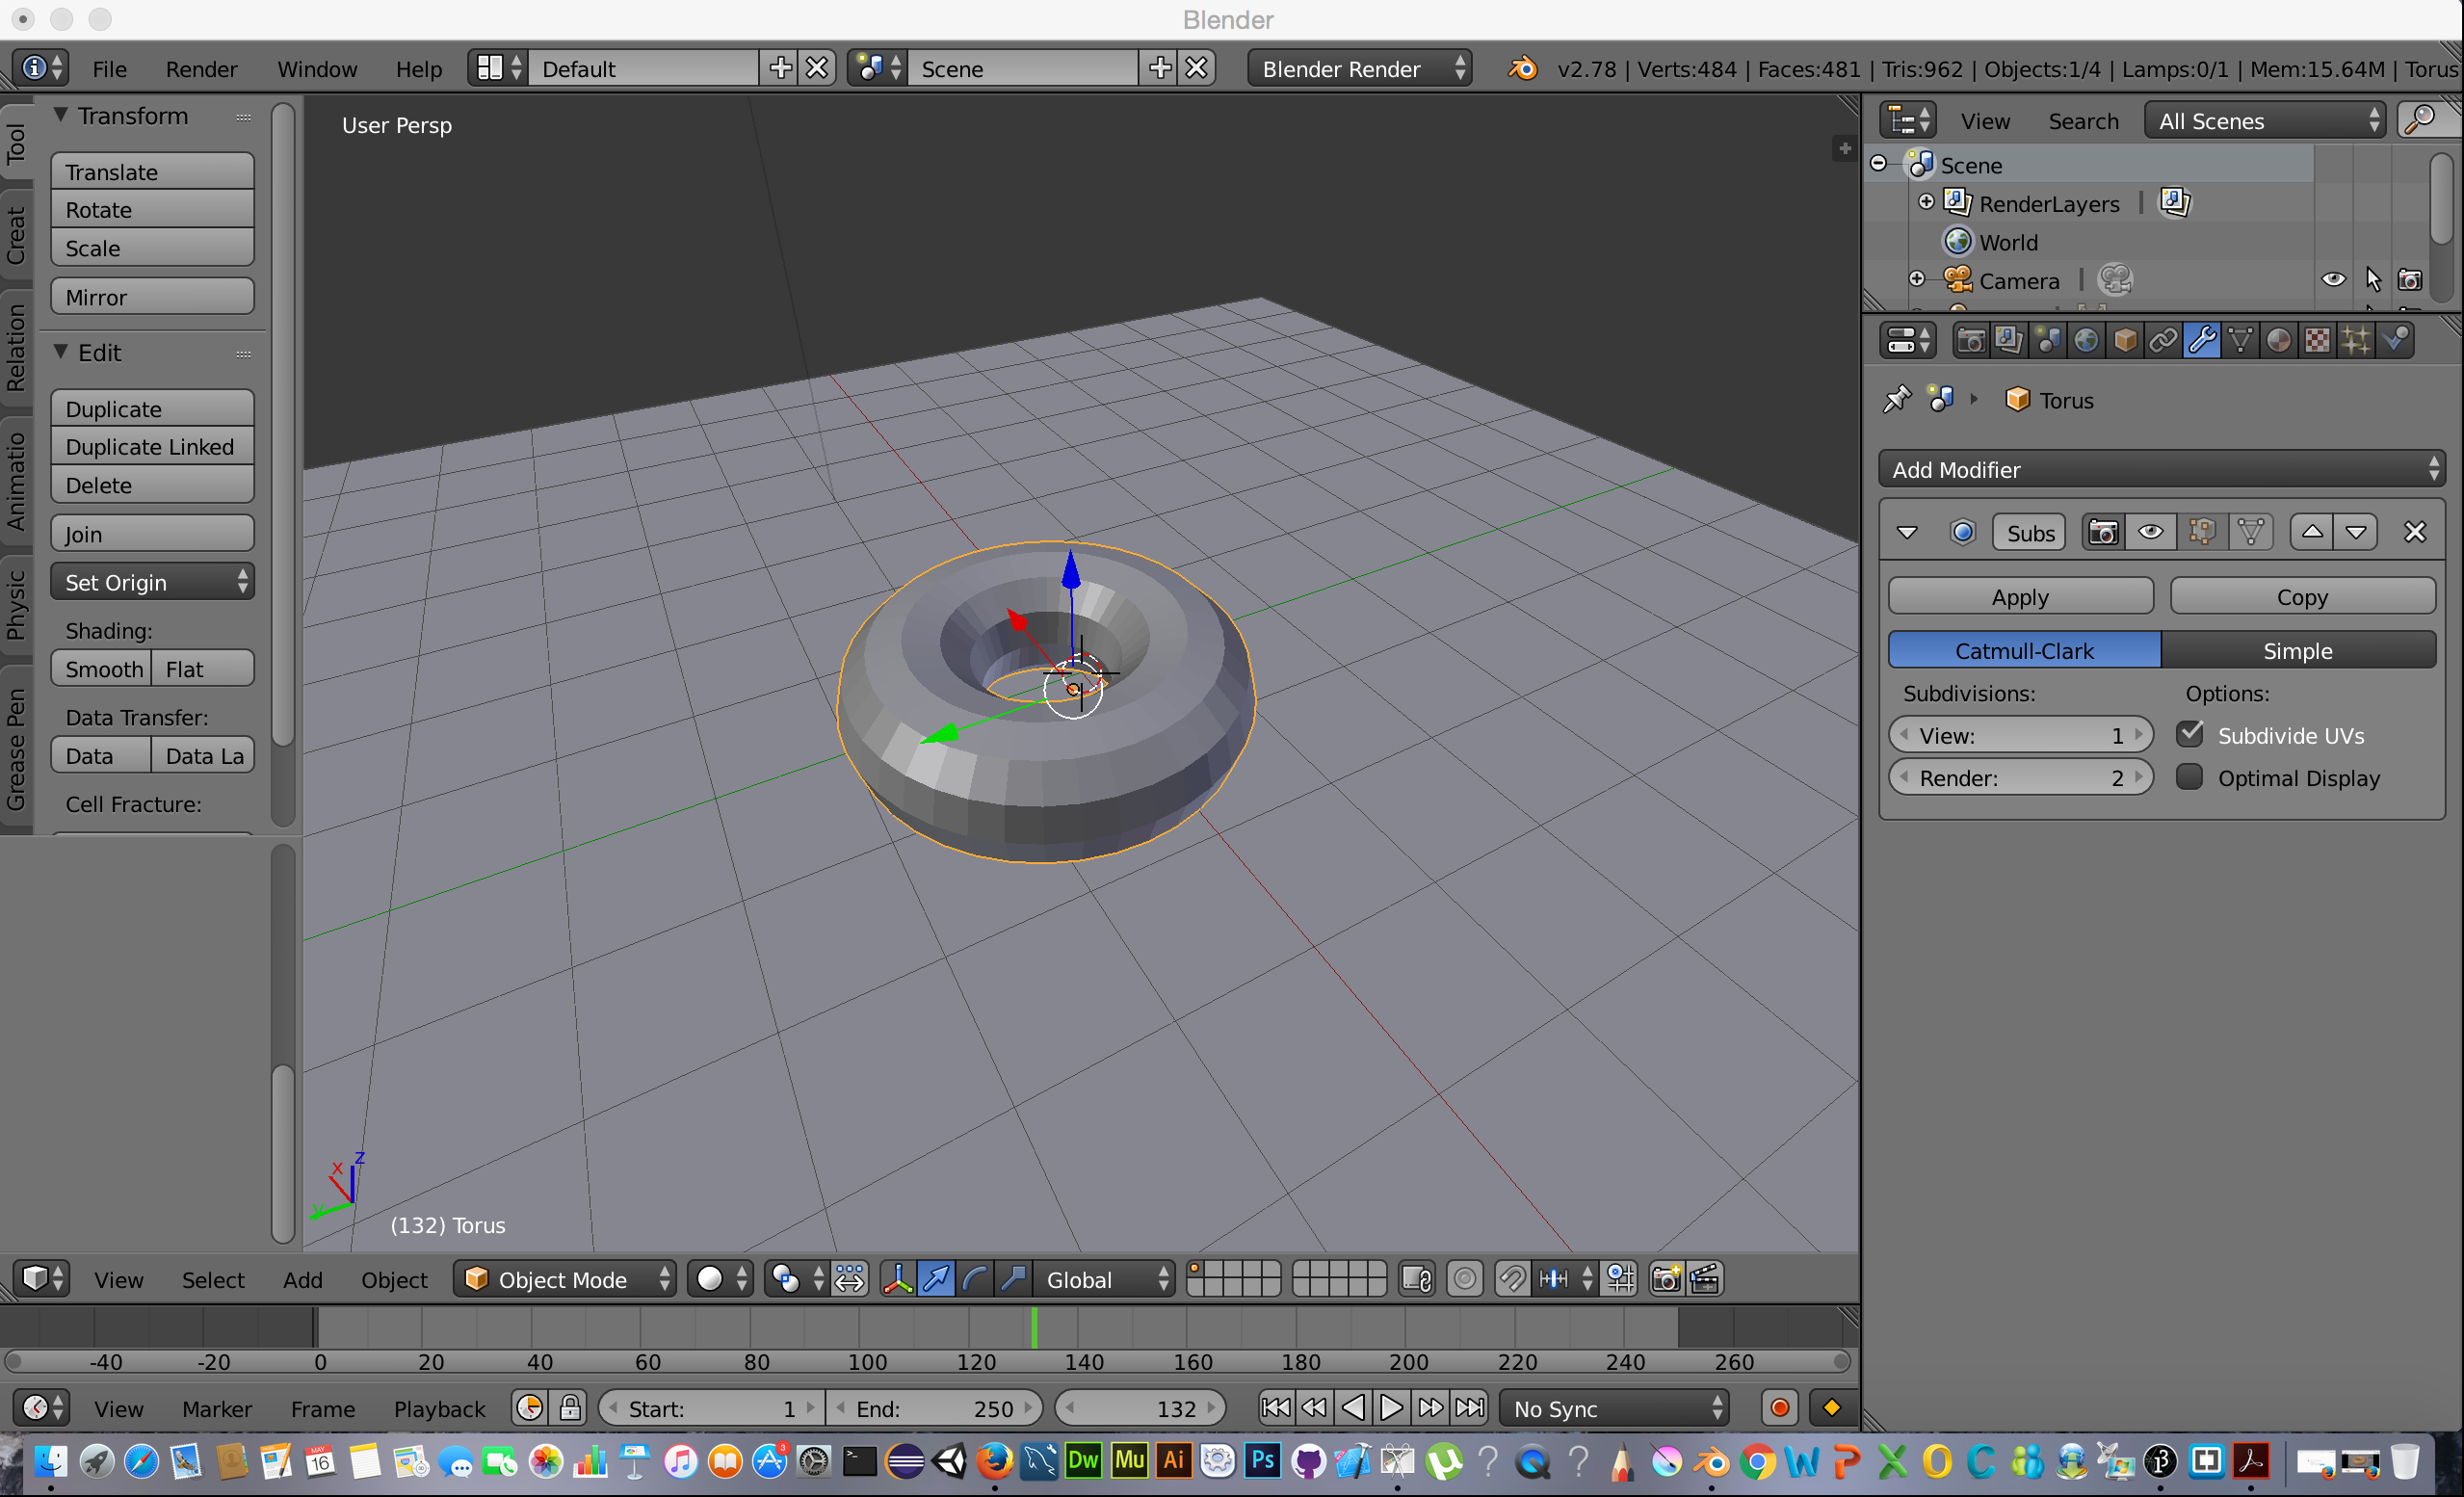 Blender
File Render Window Help Default Scene Blender Render v2.78 | Verts:484 | Faces:481 | Tris:962 | Objects:1/4 | Lamps:0/1 | Mem:15.64M | Torus
Tool
Creat
Relation
Animatio
Physic
Grease Pen
Transform
Translate
Rotate
Scale
Mirror
Edit
Duplicate
Duplicate Linked
Delete
Join
Set Origin
Shading:
Smooth Flat
Data Transfer:
Data Data La
Cell Fracture:
User Persp
x z
y
(132) Torus
View Search All Scenes
Scene
RenderLayers |
World
Camera |
Torus
Add Modifier
Subs
Apply Copy
Catmull-Clark Simple
Subdivisions: Options:
View: 1 Subdivide UVs
Render: 2 Optimal Display
View Select Add Object Object Mode Global
-40 -20 0 20 40 60 80 100 120 140 160 180 200 220 240 260
View Marker Frame Playback Start: 1 End: 250 132 No Sync
MAY
16
3
Dw Mu Ai Ps